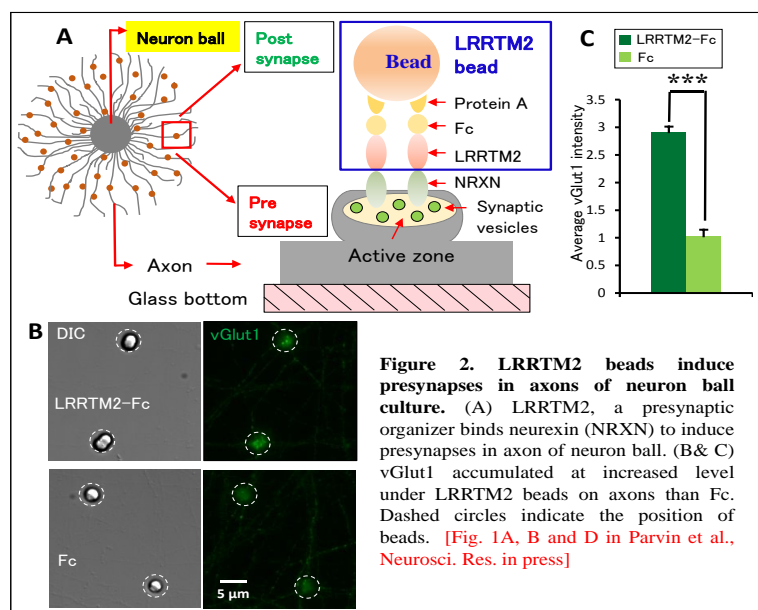 A
Neuron ball
Post
synapse
Pre
synapse
Axon
Glass bottom
Bead
LRRTM2
bead
Protein A
Fc
LRRTM2
NRXN
Synaptic
vesicles
Active zone
C
LRRTM2-Fc
Fc
***
Average vGlut1 intensity
3.5
3
2.5
2
1.5
1
0.5
0
B
DIC
vGlut1
LRRTM2-Fc
Fc
5 μm
Figure 2. LRRTM2 beads induce
presynapses in axons of neuron ball
culture. (A) LRRTM2, a presynaptic
organizer binds neurexin (NRXN) to induce
presynapses in axon of neuron ball. (B& C)
vGlut1 accumulated at increased level
under LRRTM2 beads on axons than Fc.
Dashed circles indicate the position of
beads. [Fig. 1A, B and D in Parvin et al.,
Neurosci. Res. in press]